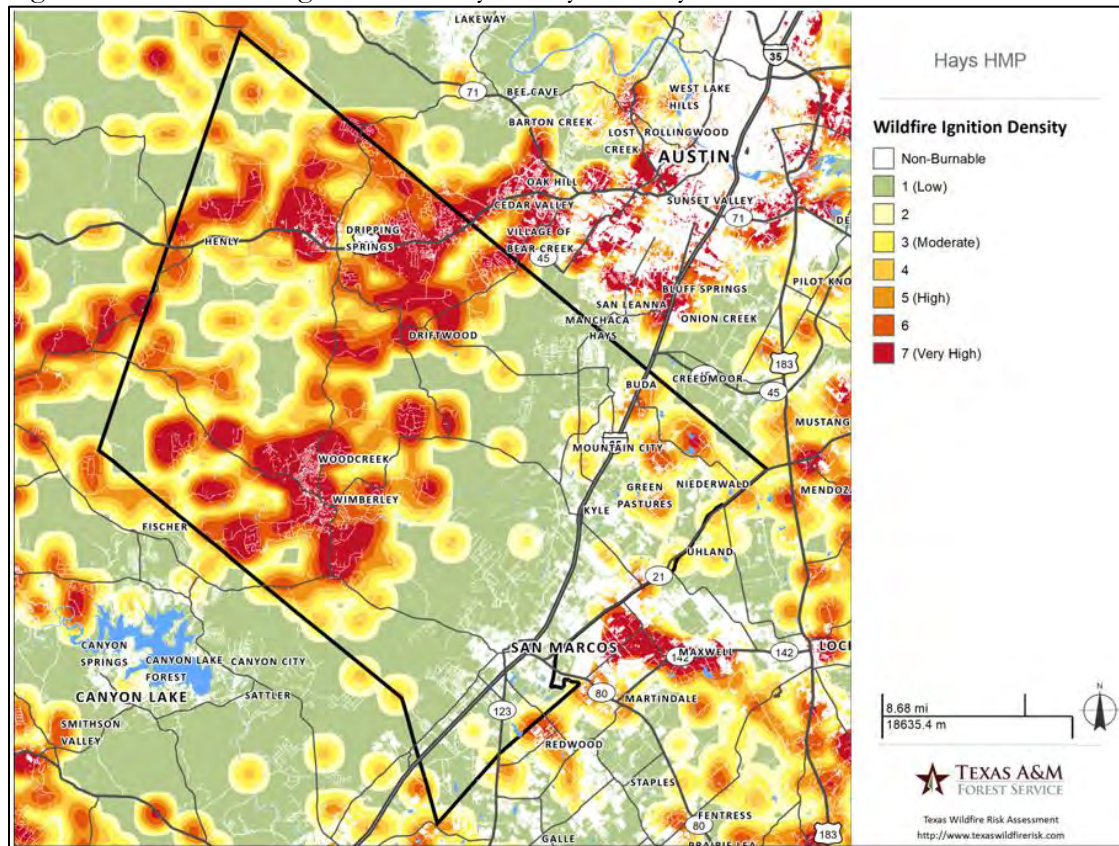 LAKEWAY
35
71
BEE CAVE
WEST LAKE
HILLS
BARTON CREEK
LOST
ROLLINGWOOD
CREEK
AUSTIN
OAK HILL
SUNSET VALLEY
CEDAR VALLEY
71
DRIPPING
SPRINGS
VILLAGE OF
BEAR CREEK
HENLY
45
BLUFF SPRINGS
PILOT KNO
SAN LEANNA
MANCHACA
ONION CREEK
HAYS
DRIFTWOOD
183
BUDA
CREEDMOOR
45
45
MUSTANG
35
MOUNTAIN CITY
WOODCREEK
GREEN
PASTURES
NIEDERWALD
MENDOZ
WIMBERLEY
KYLE
FISCHER
UHLAND
21
SAN MARCOS
MAXWELL
142
142
LOC
CANYON
SPRINGS
CANYON LAKE
FOREST
CANYON CITY
CANYON LAKE
SATTLER
80
MARTINDALE
123
SMITHSON
VALLEY
REDWOOD
STAPLES
FENTRESS
80
GALLE
PRAIRIE LEA
183
Hays HMP
Wildfire Ignition Density
Non-Burnable
1 (Low)
2
3 (Moderate)
4
5 (High)
6
7 (Very High)
8.68 mi
18635.4 m
N
TEXAS A&M
FOREST SERVICE
Texas Wildfire Risk Assessment
http://www.texaswildfirerisk.com